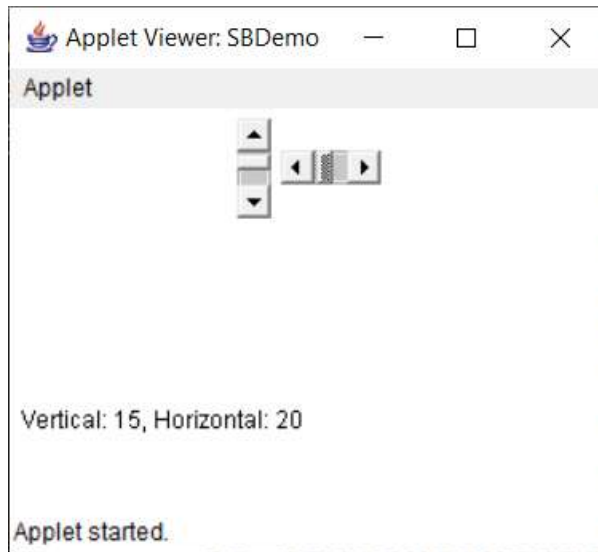 Applet Viewer: SBDemo
Applet
Vertical: 15, Horizontal: 20
Applet started.